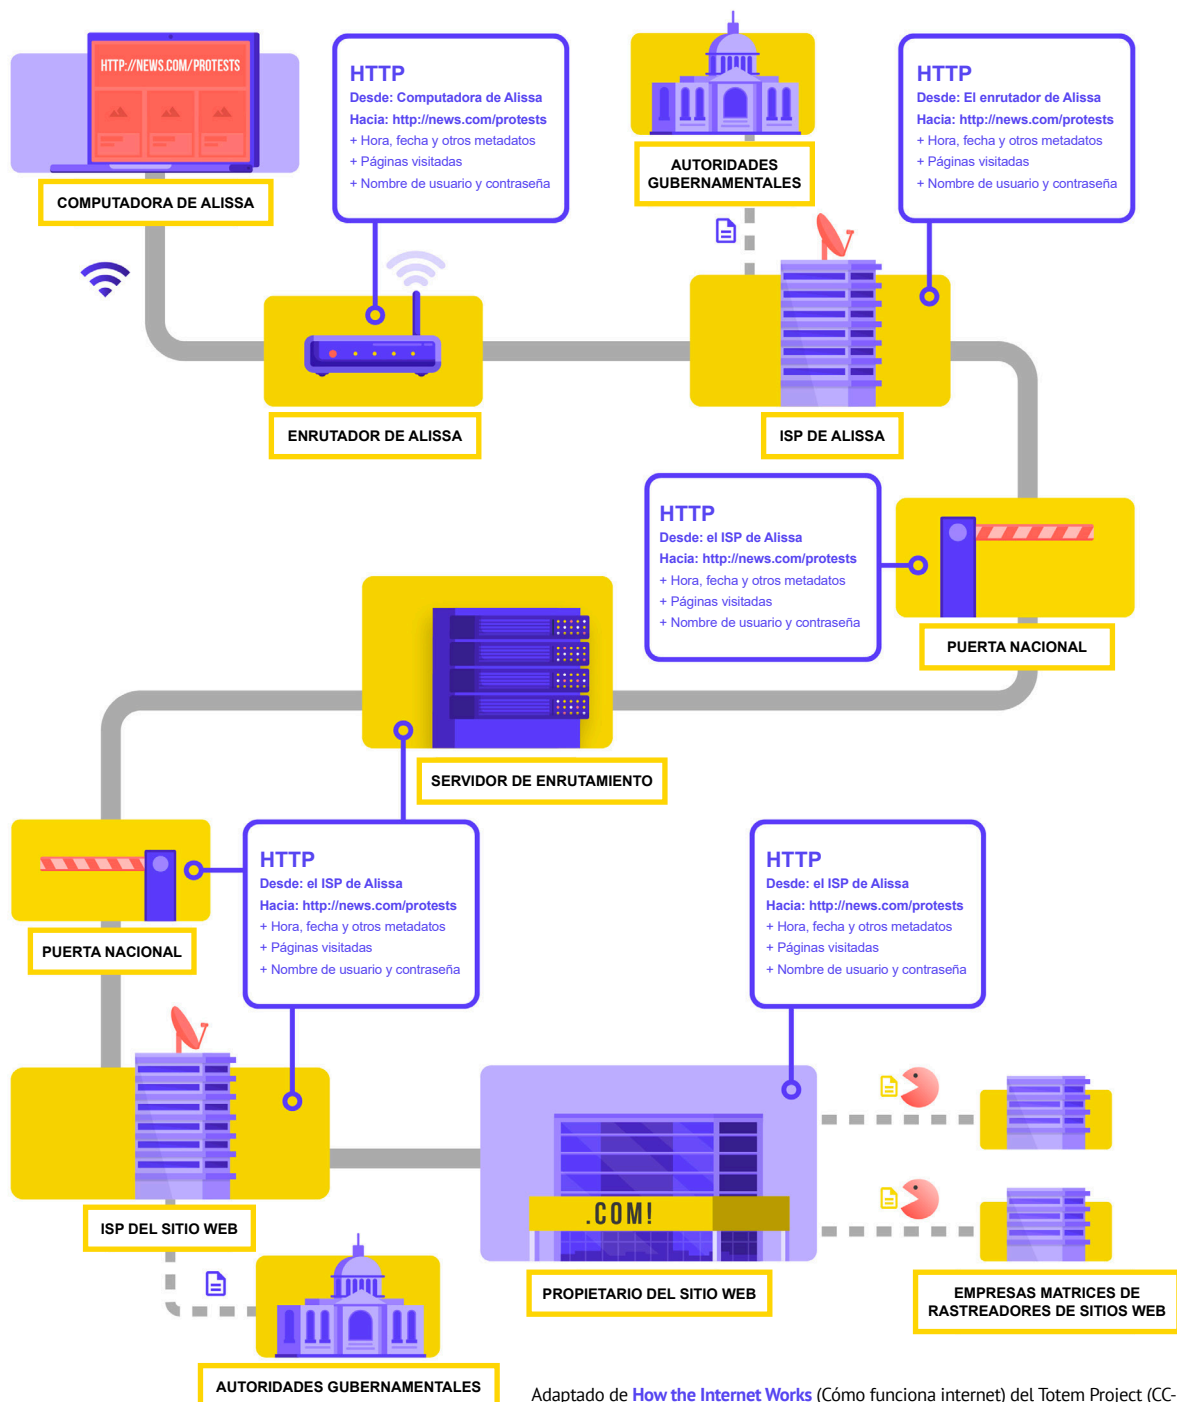 HTTP://NEWS.COM/PROTESTS
COMPUTADORA DE ALISSA
HTTP
Desde: Computadora de Alissa
Hacia: http://news.com/protests
+ Hora, fecha y otros metadatos
+ Páginas visitadas
+ Nombre de usuario y contraseña
ENRUTADOR DE ALISSA
AUTORIDADES
GUBERNAMENTALES
HTTP
Desde: El enrutador de Alissa
Hacia: http://news.com/protests
+ Hora, fecha y otros metadatos
+ Páginas visitadas
+ Nombre de usuario y contraseña
ISP DE ALISSA
HTTP
Desde: el ISP de Alissa
Hacia: http://news.com/protests
+ Hora, fecha y otros metadatos
+ Páginas visitadas
+ Nombre de usuario y contraseña
PUERTA NACIONAL
SERVIDOR DE ENRUTAMIENTO
PUERTA NACIONAL
HTTP
Desde: el ISP de Alissa
Hacia: http://news.com/protests
+ Hora, fecha y otros metadatos
+ Páginas visitadas
+ Nombre de usuario y contraseña
HTTP
Desde: el ISP de Alissa
Hacia: http://news.com/protests
+ Hora, fecha y otros metadatos
+ Páginas visitadas
+ Nombre de usuario y contraseña
ISP DEL SITIO WEB
.COM!
PROPIETARIO DEL SITIO WEB
EMPRESAS MATRICES DE
RASTREADORES DE SITIOS WEB
AUTORIDADES GUBERNAMENTALES
Adaptado de How the Internet Works (Cómo funciona internet) del Totem Project (CC-